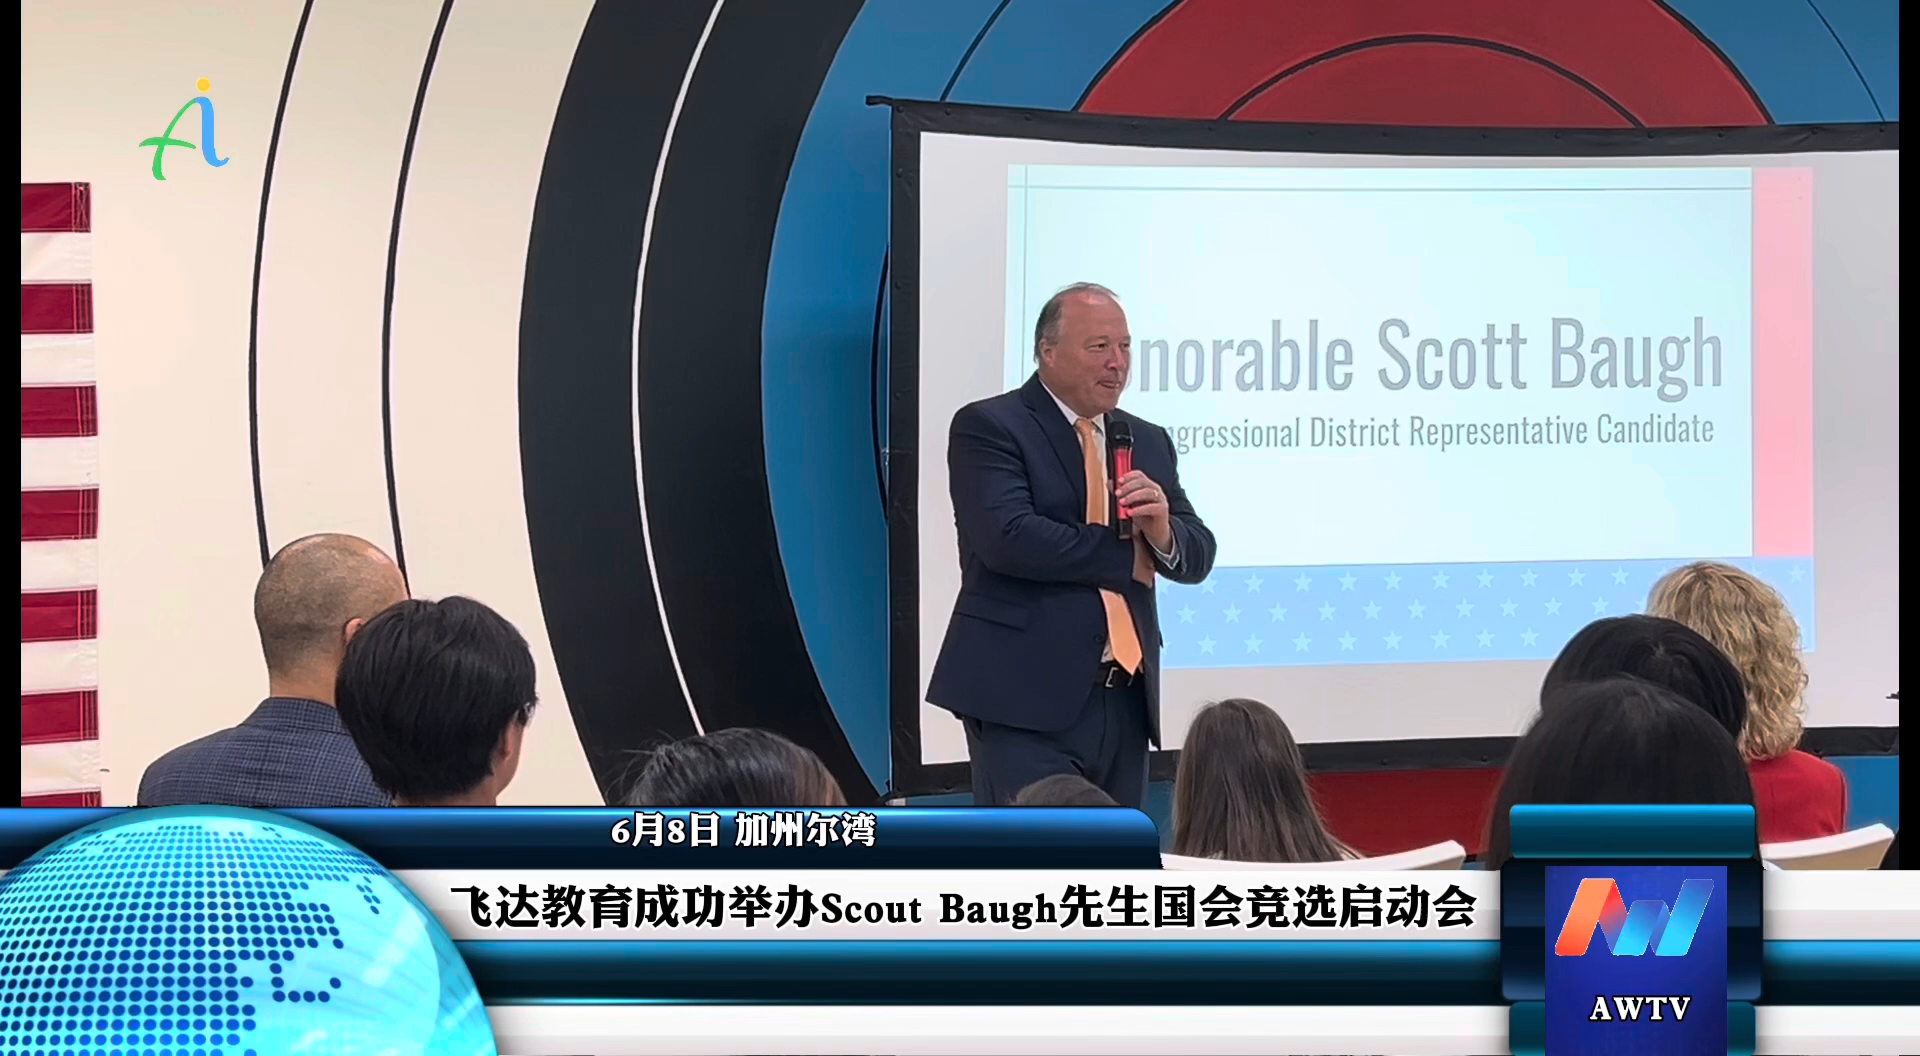 norable Scott Baugh
ngressional District Representative Candidate
6月8日 加州尔湾
飞达教育成功举办Scout Baugh先生国会竞选启动会
AWTV